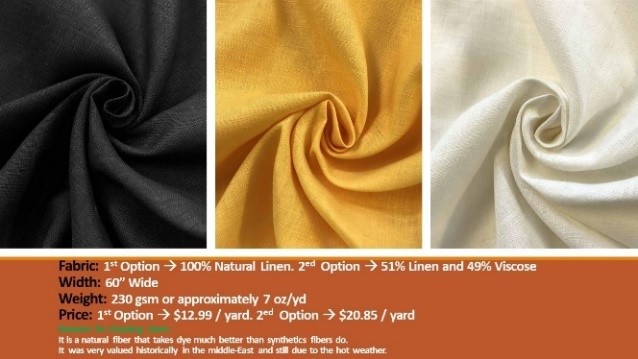 Fabric: 1st Option → 100% Natural Linen. 2ed Option → 51% Linen and 49% Viscose
Width: 60” Wide
Weight: 230 gsm or approximately 7 oz/yd
Price: 1st Option → $12.99 / yard. 2ed Option → $20.85 / yard
It is a natural fiber that takes dye much better than synthetics fibers do.
It was very valued historically in the middle-East and still due to the hot weather.